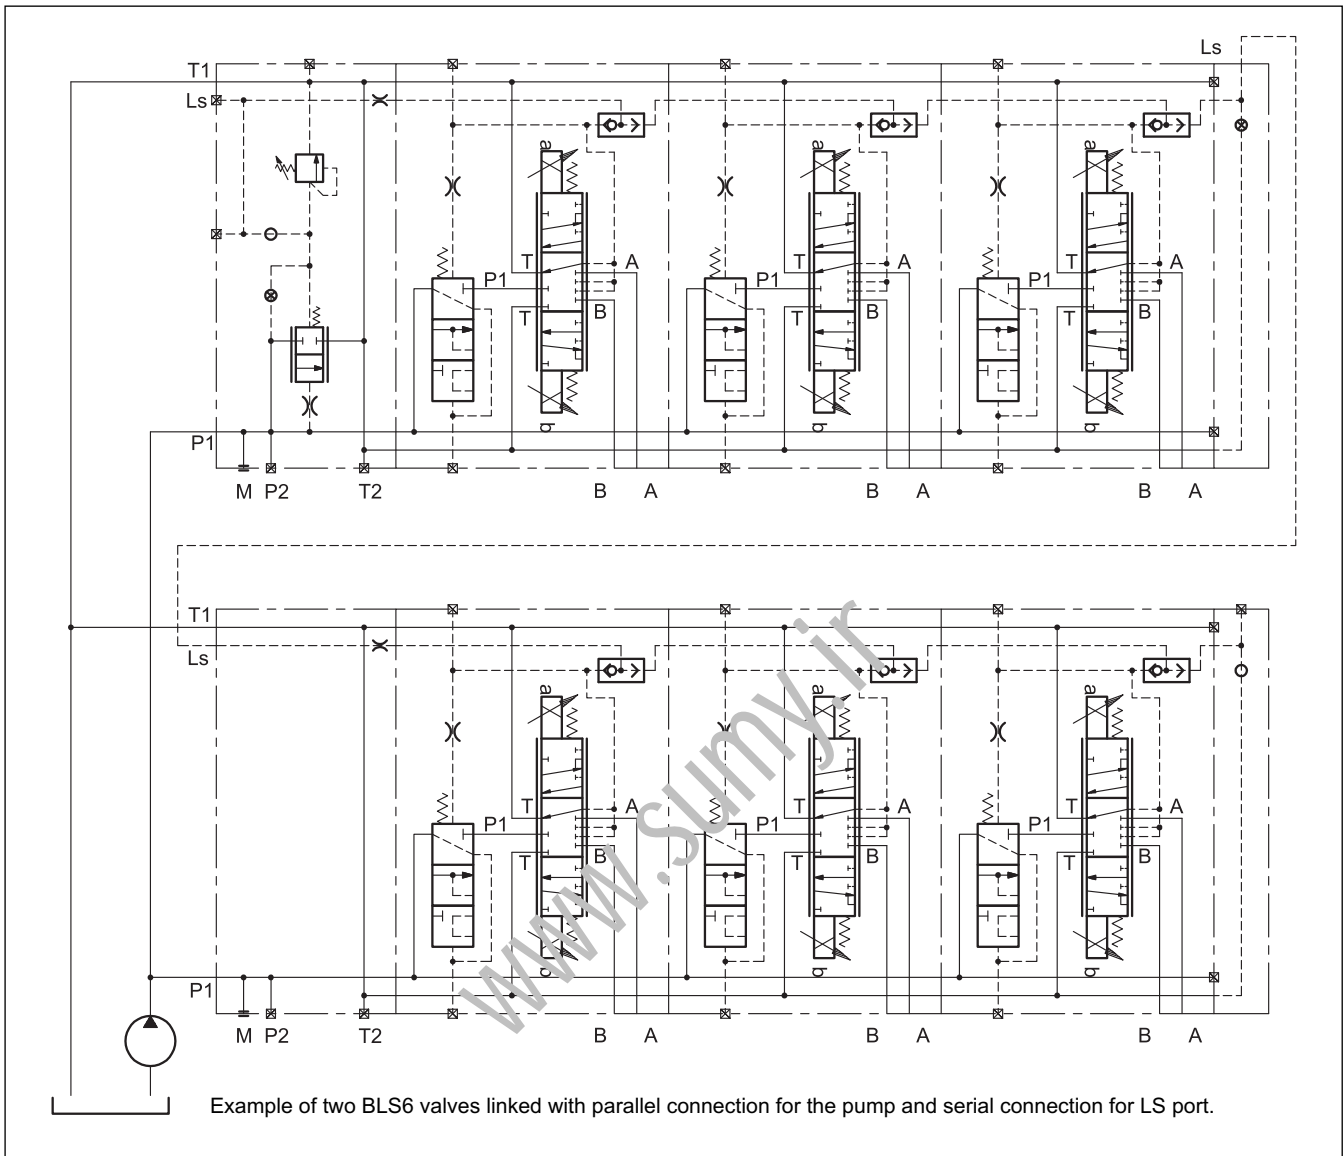 Ls
T1
Ls
a a a
T A T A T A
P1 P1 P1
T B T B T B
b b b
P1
M P2 T2 B A B A B A
T1
Ls
a a a
T A T A T A
P1 P1 P1
T B T B T B
b b b
P1
M P2 T2 B A B A B A
www.sumy.ir
Example of two BLS6 valves linked with parallel connection for the pump and serial connection for LS port.